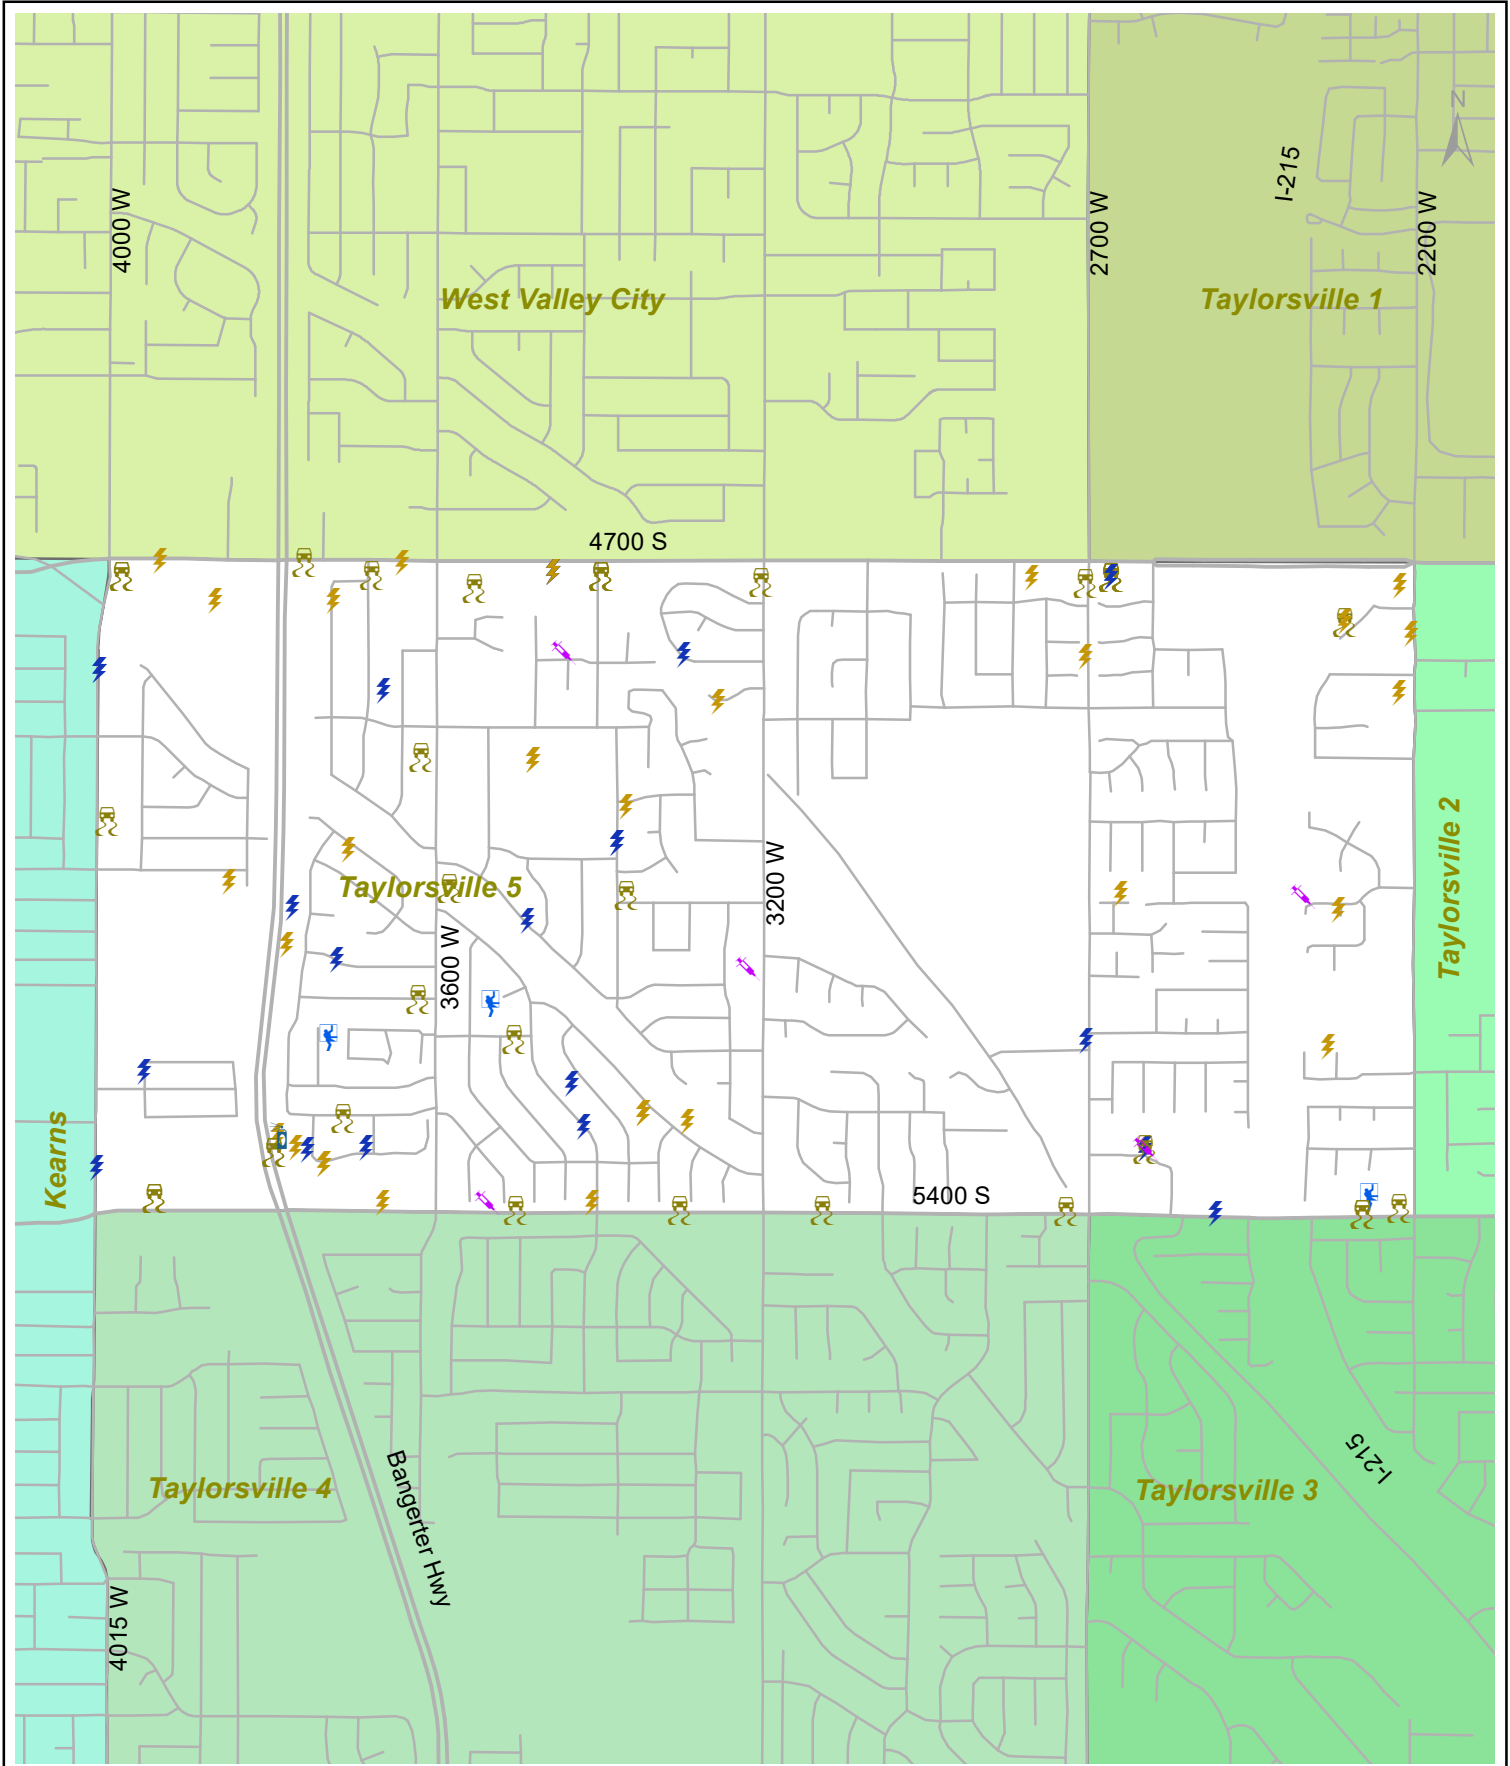 N
I-215
4000 W
2700 W
2200 W
West Valley City
Taylorsville 1
4700 S
Taylorsville 2
3200 W
Taylorsville 5
3600 W
Kearns
5400 S
Bangerter Hwy
I-215
Taylorsville 4
Taylorsville 3
4015 W